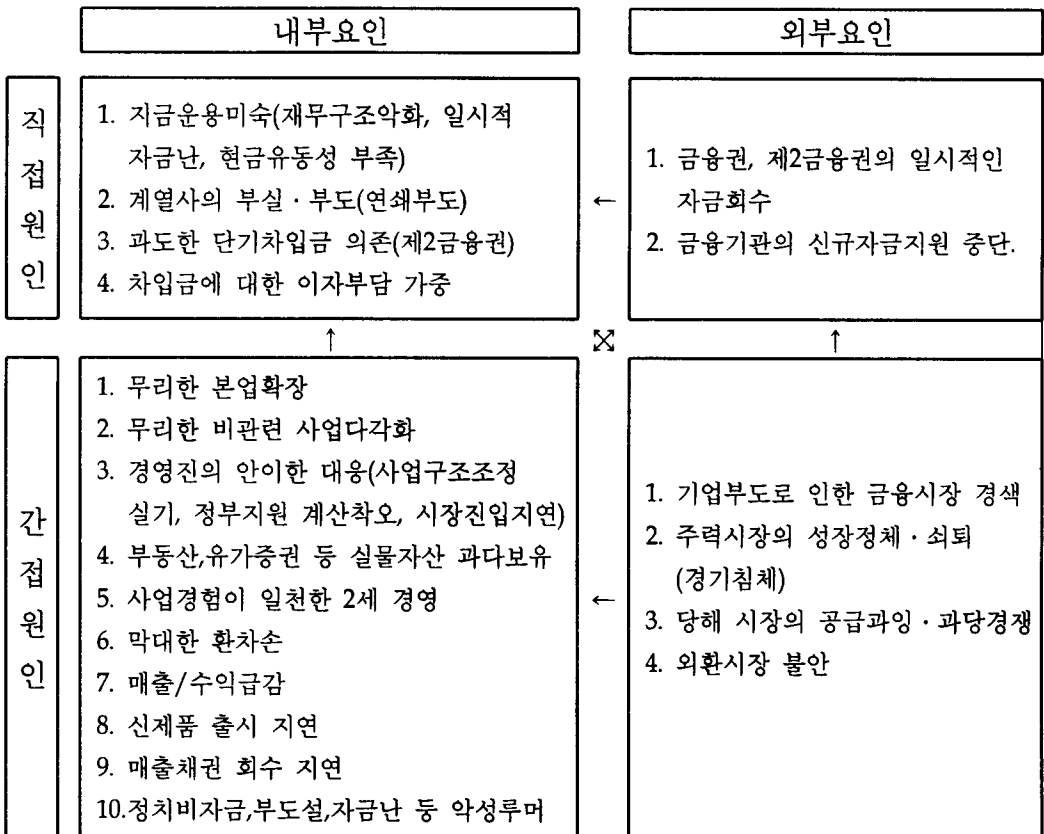 내부요인
외부요인
직접원인
1. 자금운용미숙(재무구조악화, 일시적
자금난, 현금유동성 부족)
2. 계열사의 부실 · 부도(연쇄부도)
3. 과도한 단기차입금 의존(제2금융권)
4. 차입금에 대한 이자부담 가중
←
1. 금융권, 제2금융권의 일시적인
자금회수
2. 금융기관의 신규자금지원 중단.
↑
↑
간접원인
1. 무리한 본업확장
2. 무리한 비관련 사업다각화
3. 경영진의 안이한 대응(사업구조조정
실기, 정부지원 계산착오, 시장진입지연)
4. 부동산,유가증권 등 실물자산 과다보유
5. 사업경험이 일천한 2세 경영
6. 막대한 환차손
7. 매출/수익급감
8. 신제품 출시 지연
9. 매출채권 회수 지연
10.정치비자금,부도설,자금난 등 악성루머
←
1. 기업부도로 인한 금융시장 경색
2. 주력시장의 성장정체 · 쇠퇴
(경기침체)
3. 당해 시장의 공급과잉 · 과당경쟁
4. 외환시장 불안